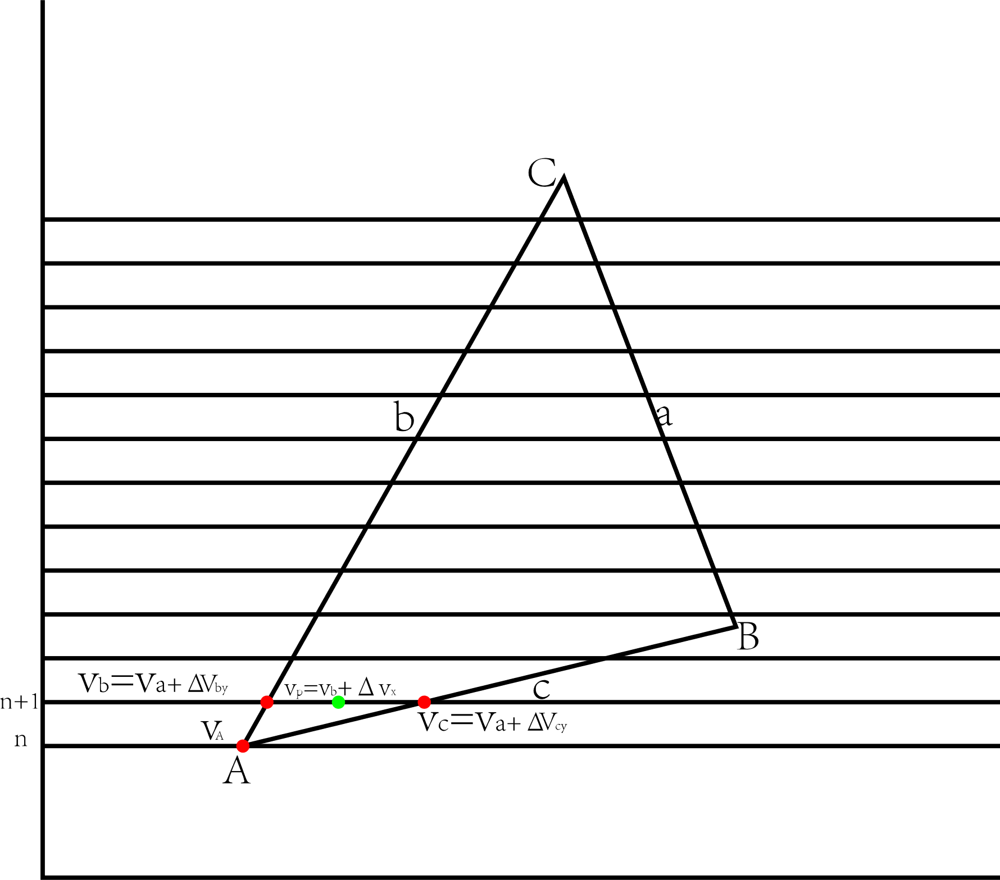 C
b
a
B
Vb=Va+ ΔVby
vp=vb+ Δ vx
c
n+1
Vc=Va+ ΔVcy
VA
n
A